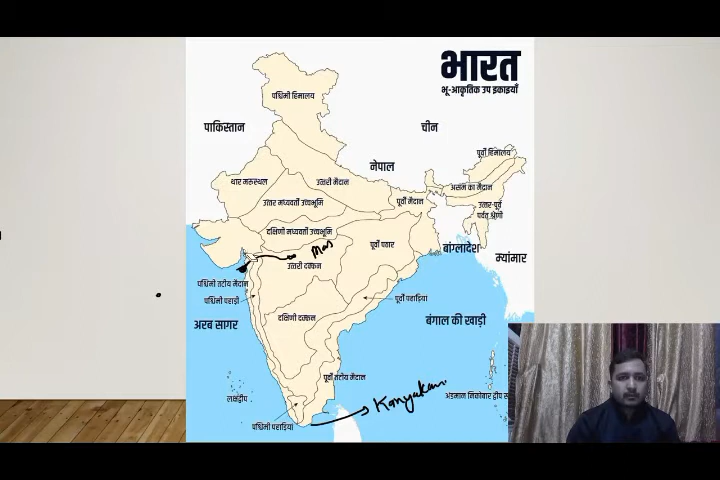 भारत
भू-आकृतिक उप इकाइयाँ
पश्चिमी हिमालय
पाकिस्तान
चीन
नेपाल
पूर्वी हिमालय
थार मरूस्थल
उत्तरी मैदान
असम का मैदान
उत्तर मध्यवर्ती उच्चभूमि
पूर्वी मैदान
उत्तर-पूर्व
पर्वत श्रेणी
दक्षिणी मध्यवर्ती उच्चभूमि
पूर्वी पठार
बांग्लादेश
म्यांमार
उत्तरी दक्कन
पश्चिमी तटीय मैदान
पश्चिमी पहाड़ी
पूर्वी पहाड़ियां
अरब सागर
दक्षिणी दक्कन
बंगाल की खाड़ी
पूर्वी तटीय मैदान
लक्षद्वीप
अंडमान निकोबार द्वीप स
पश्चिमी पहाड़ियां